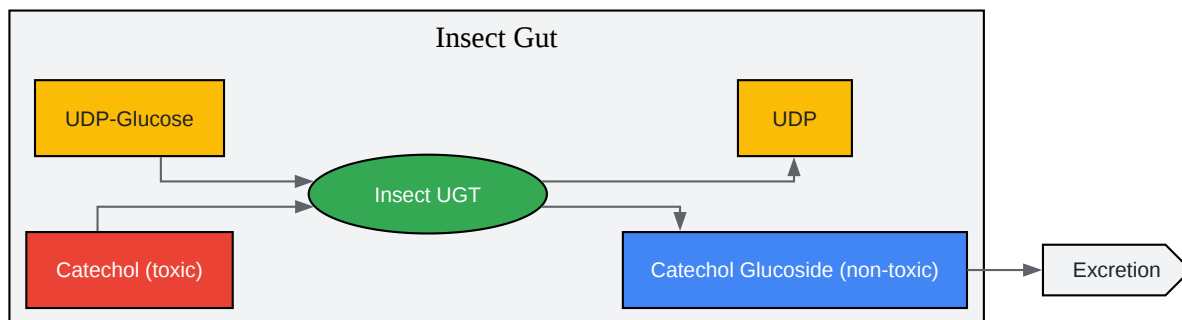 Insect Gut
UDP-Glucose
UDP
Insect UGT
Catechol (toxic)
Catechol Glucoside (non-toxic)
Excretion